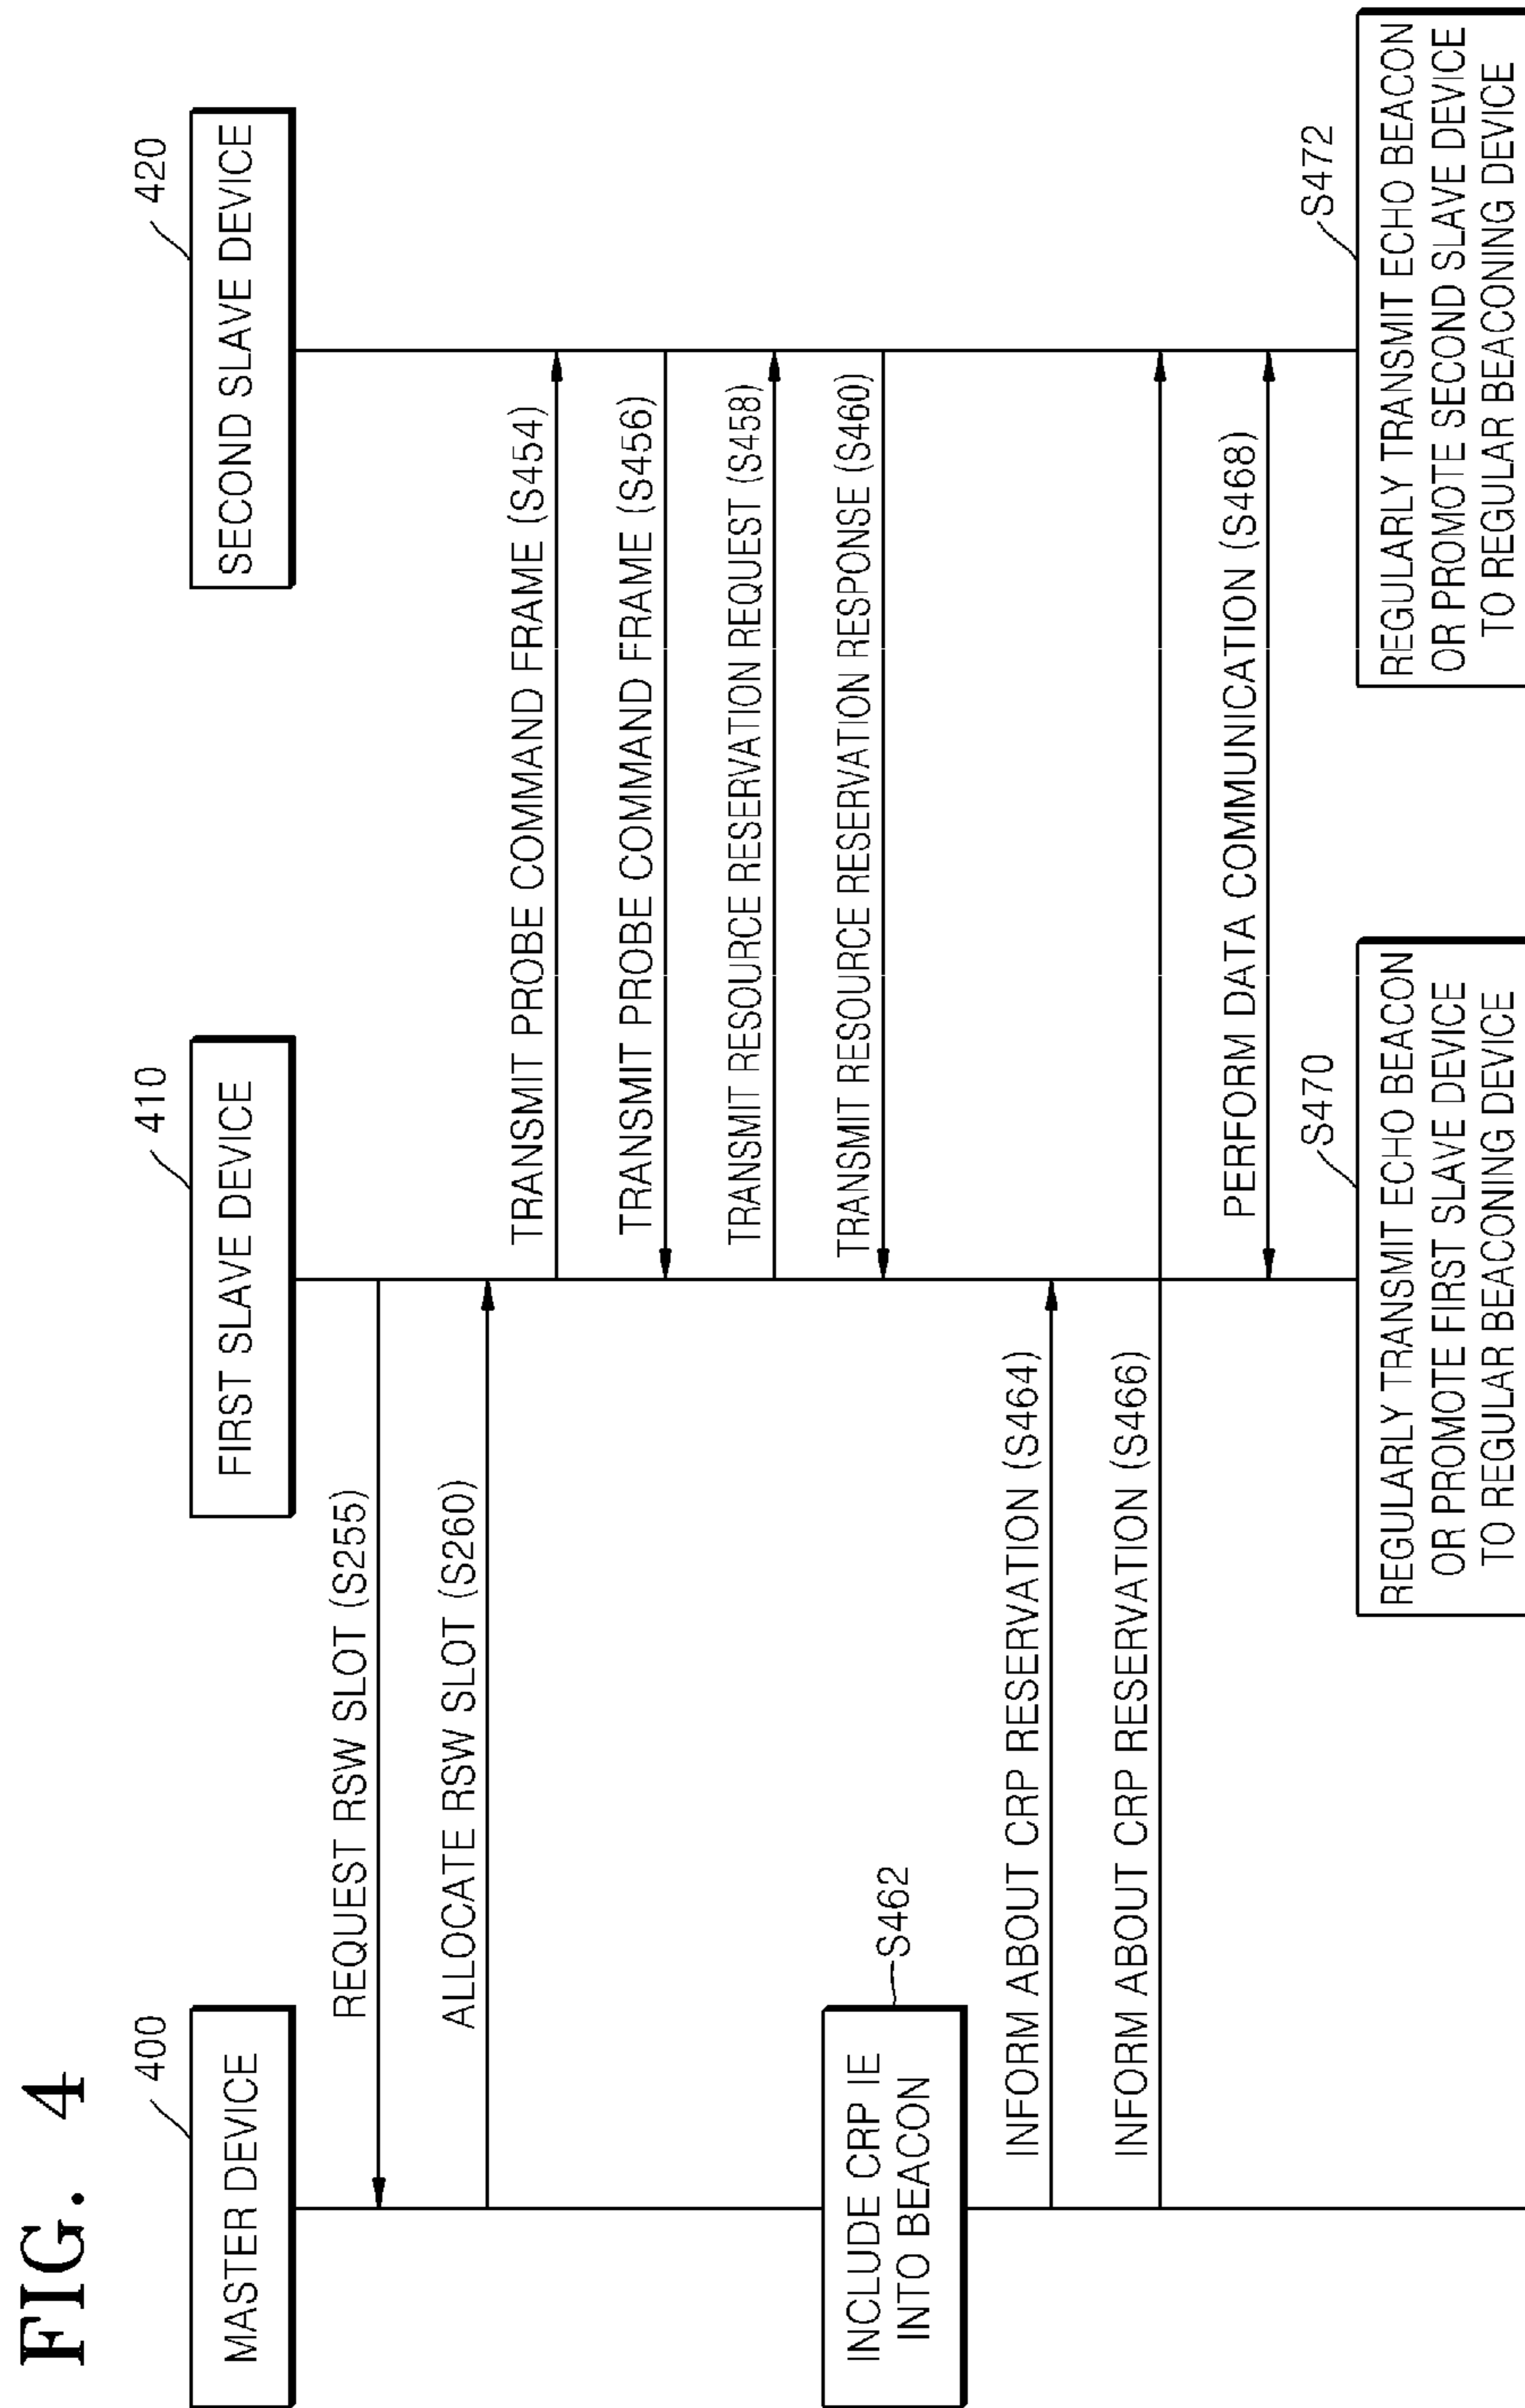 FIG. 4
400
MASTER DEVICE
410
FIRST SLAVE DEVICE
420
SECOND SLAVE DEVICE
REQUEST RSW SLOT (S255)
ALLOCATE RSW SLOT (S260)
TRANSMIT PROBE COMMAND FRAME (S454)
TRANSMIT PROBE COMMAND FRAME (S456)
TRANSMIT RESOURCE RESERVATION REQUEST (S458)
TRANSMIT RESOURCE RESERVATION RESPONSE (S460)
INCLUDE CRP IE
INTO BEACON
S462
INFORM ABOUT CRP RESERVATION (S464)
INFORM ABOUT CRP RESERVATION (S466)
PERFORM DATA COMMUNICATION (S468)
S470
REGULARLY TRANSMIT ECHO BEACON
OR PROMOTE FIRST SLAVE DEVICE
TO REGULAR BEACONING DEVICE
S472
REGULARLY TRANSMIT ECHO BEACON
OR PROMOTE SECOND SLAVE DEVICE
TO REGULAR BEACONING DEVICE